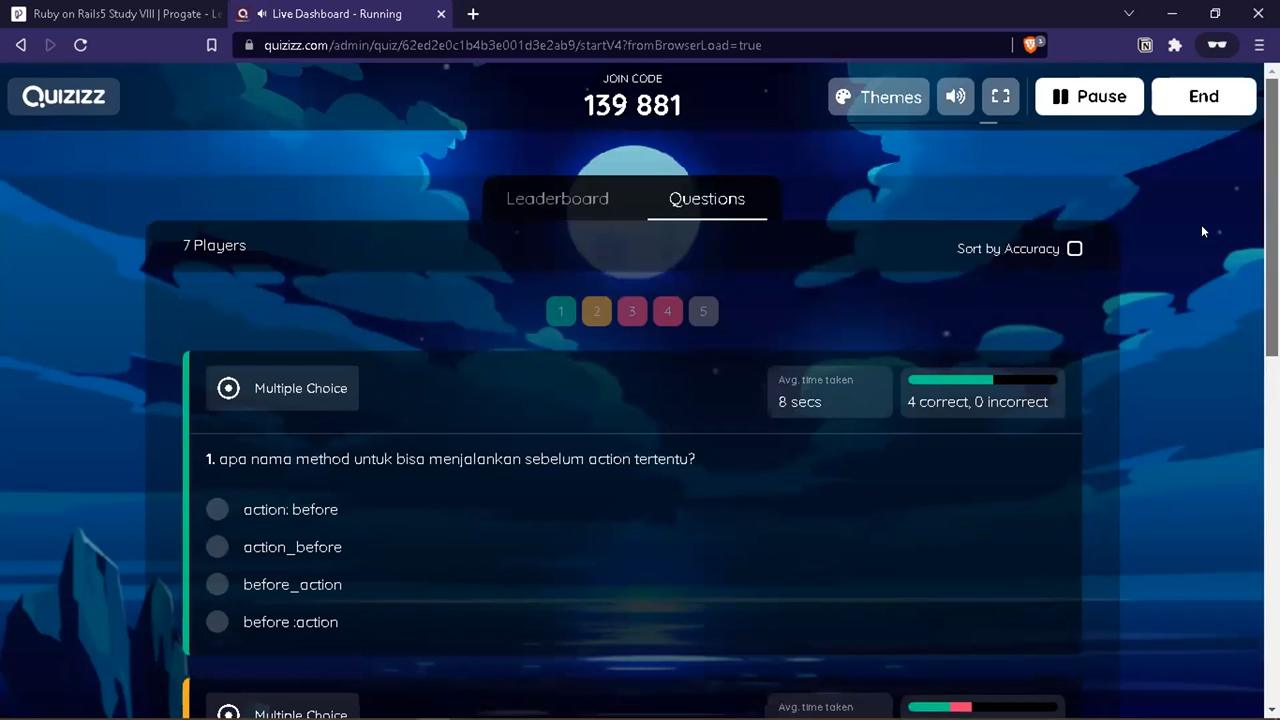 Ruby on Rails5 Study VIII | Progate - Le
Live Dashboard - Running
quizizz.com/admin/quiz/62ed2e0c1b4b3e001d3e2ab9/startV4?fromBrowserLoad=true
3
QUIZIZZ
JOIN CODE
139 881
Themes
Pause
End
Leaderboard
Questions
7 Players
Sort by Accuracy
1 2 3 4 5
Multiple Choice
Avg. time taken
8 secs
4 correct, 0 incorrect
1. apa nama method untuk bisa menjalankan sebelum action tertentu?
action: before
action_before
before_action
before :action
Multiple Choice
Avg. time taken